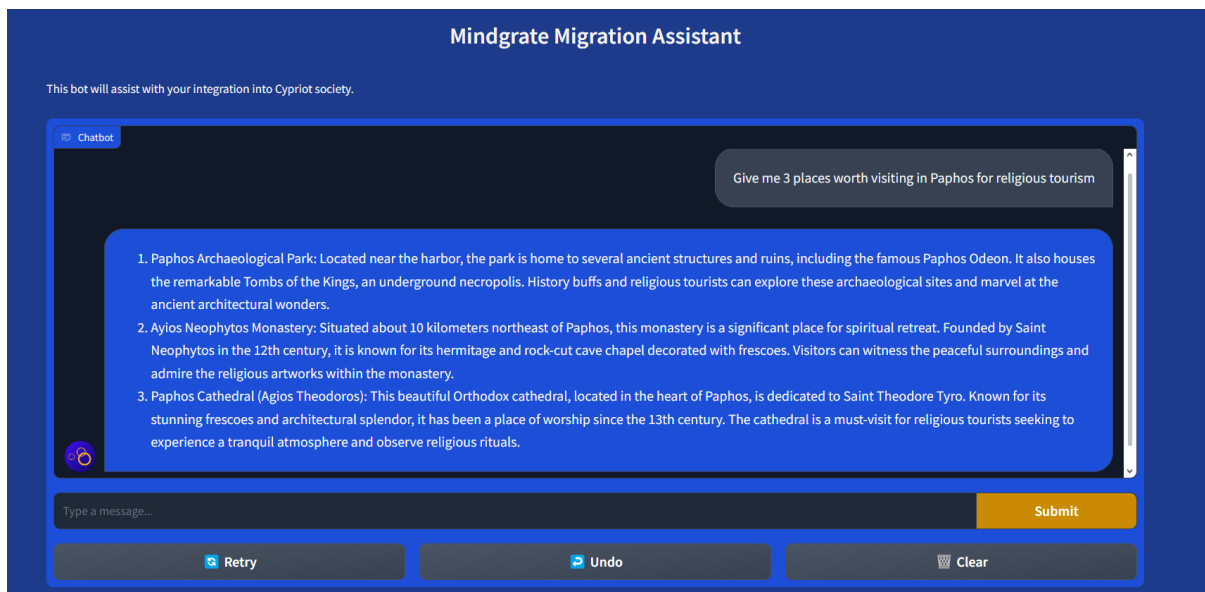 Mindgrate Migration Assistant
This bot will assist with your integration into Cypriot society.
Chatbot
Give me 3 places worth visiting in Paphos for religious tourism
1. Paphos Archaeological Park: Located near the harbor, the park is home to several ancient structures and ruins, including the famous Paphos Odeon. It also houses
the remarkable Tombs of the Kings, an underground necropolis. History buffs and religious tourists can explore these archaeological sites and marvel at the
ancient architectural wonders.
2. Ayios Neophytos Monastery: Situated about 10 kilometers northeast of Paphos, this monastery is a significant place for spiritual retreat. Founded by Saint
Neophytos in the 12th century, it is known for its hermitage and rock-cut cave chapel decorated with frescoes. Visitors can witness the peaceful surroundings and
admire the religious artworks within the monastery.
3. Paphos Cathedral (Agios Theodoros): This beautiful Orthodox cathedral, located in the heart of Paphos, is dedicated to Saint Theodore Tyro. Known for its
stunning frescoes and architectural splendor, it has been a place of worship since the 13th century. The cathedral is a must-visit for religious tourists seeking to
experience a tranquil atmosphere and observe religious rituals.
Type a message...
Submit
Retry
Undo
Clear